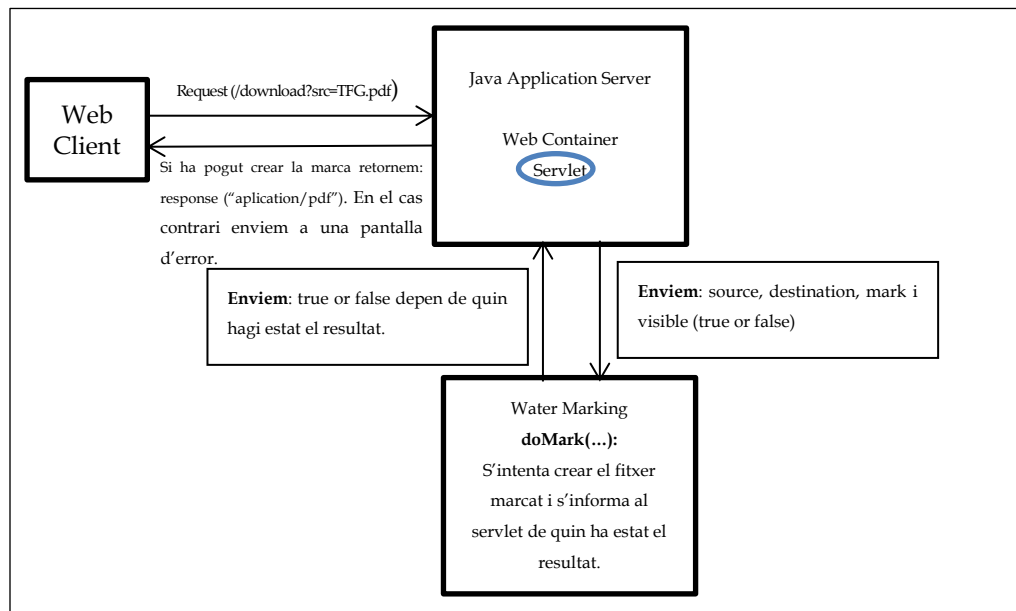 Web
Client
Request (/download?src=TFG.pdf)
Si ha pogut crear la marca retornem:
response (“aplication/pdf”). En el cas
contrari enviem a una pantalla
d’error.
Java Application Server
Web Container
Servlet
Enviem: true or false depen de quin
hagi estat el resultat.
Enviem: source, destination, mark i
visible (true or false)
Water Marking
doMark(…):
S’intenta crear el fitxer
marcat i s’informa al
servlet de quin ha estat el
resultat.